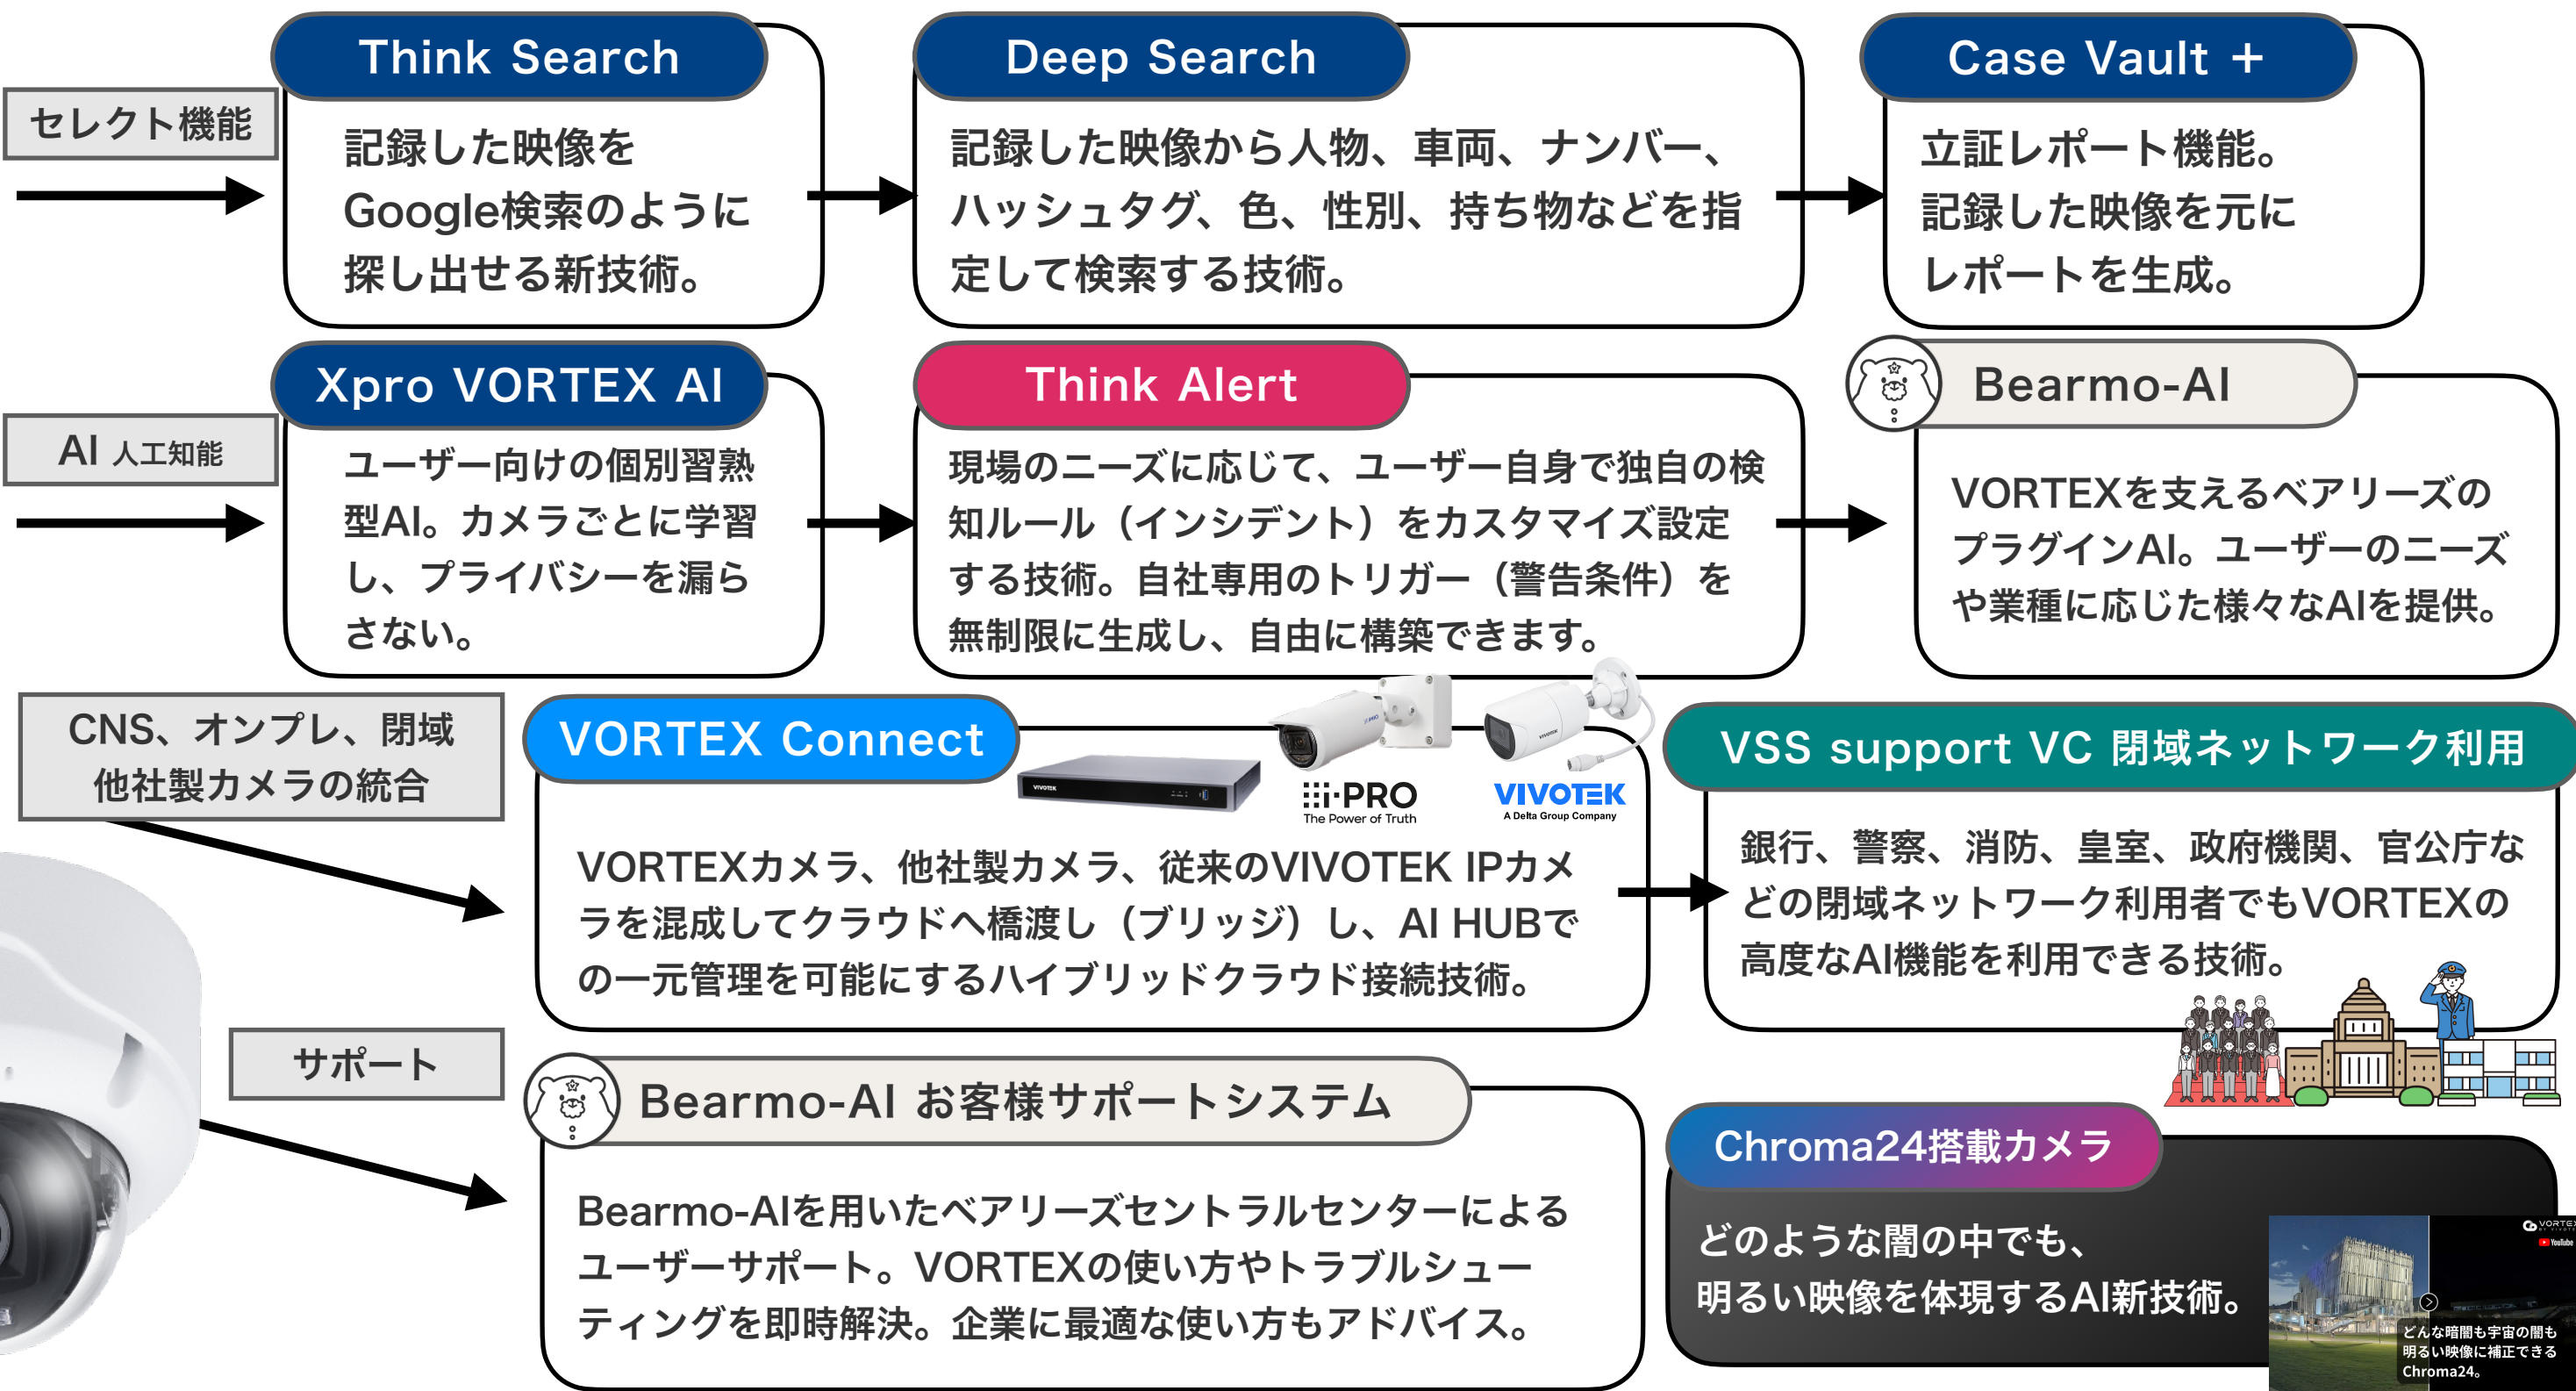 Think Search
Deep Search
Case Vault +
セレクト機能
記録した映像を
Google検索のように
探し出せる新技術。
記録した映像から人物、車両、ナンバー、
ハッシュタグ、色、性別、持ち物などを指
定して検索する技術。
立証レポート機能。
記録した映像を元に
レポートを生成。
Xpro VORTEX AI
Think Alert
Bearmo-AI
AI 人工知能
ユーザー向けの個別習熟
型AI。カメラごとに学習
し、プライバシーを漏ら
さない。
現場のニーズに応じて、ユーザー自身で独自の検
知ルール（インシデント）をカスタマイズ設定
する技術。自社専用のトリガー（警告条件）を
無制限に生成し、自由に構築できます。
VORTEXを支えるベアリーズの
プラグインAI。ユーザーのニーズ
や業種に応じた様々なAIを提供。
CNS、オンプレ、閉域
他社製カメラの統合
VORTEX Connect
VIVOTEK
i-PRO
The Power of Truth
VIVOTEK
VIVOTEK
A Delta Group Company
VORTEXカメラ、他社製カメラ、従来のVIVOTEK IPカメ
ラを混成してクラウドへ橋渡し（ブリッジ）し、AI HUBで
の一元管理を可能にするハイブリッドクラウド接続技術。
VSS support VC 閉域ネットワーク利用
銀行、警察、消防、皇室、政府機関、官公庁な
どの閉域ネットワーク利用者でもVORTEXの
高度なAI機能を利用できる技術。
サポート
Bearmo-AI お客様サポートシステム
Bearmo-AIを用いたベアリーズセントラルセンターによる
ユーザーサポート。VORTEXの使い方やトラブルシュー
ティングを即時解決。企業に最適な使い方もアドバイス。
Chroma24搭載カメラ
どのような闇の中でも、
明るい映像を体現するAI新技術。
VORTEX
YouTube
どんな暗闇も宇宙の闇も
明るい映像に補正できる
Chroma24。